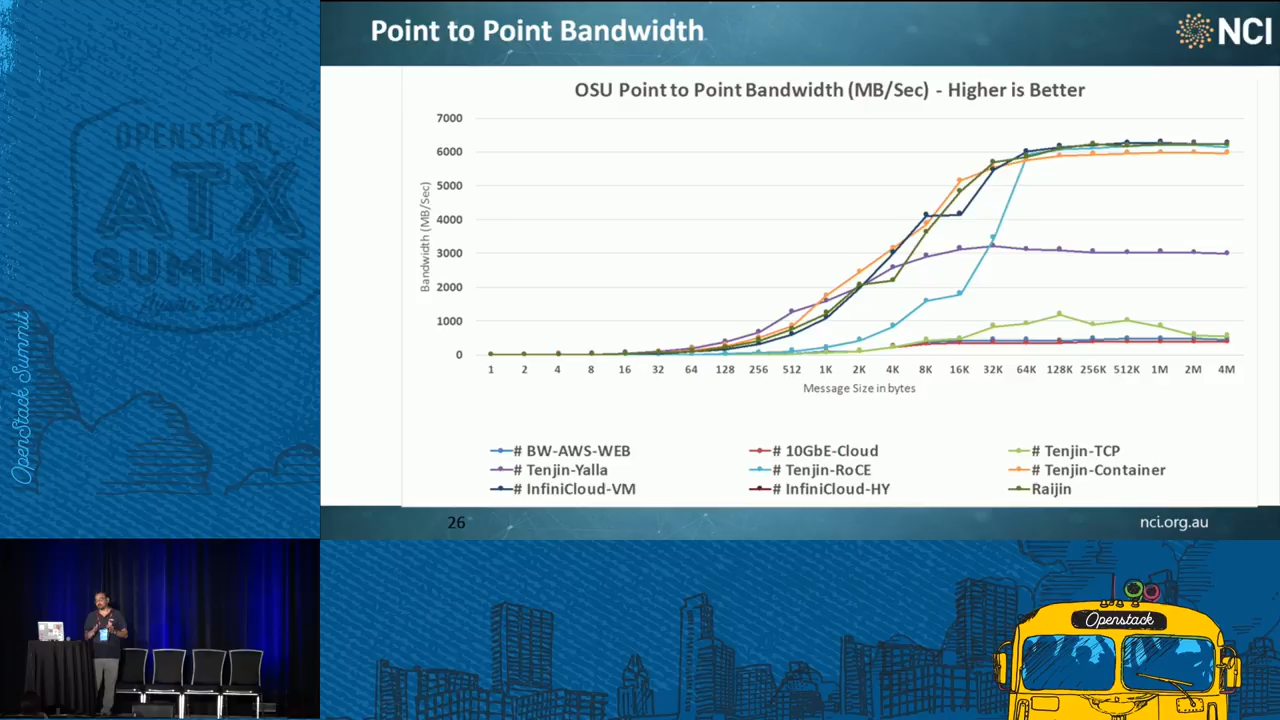 Point to Point Bandwidth
NCI
OSU Point to Point Bandwidth (MB/Sec) - Higher is Better
Bandwidth (MB/Sec)
7000
6000
5000
4000
3000
2000
1000
0
1 2 4 8 16 32 64 128 256 512 1K 2K 4K 8K 16K 32K 64K 128K 256K 512K 1M 2M 4M
Message Size in bytes
# BW-AWS-WEB # 10GbE-Cloud # Tenjin-TCP
# Tenjin-Yalla # Tenjin-RoCE # Tenjin-Container
# InfiniCloud-VM # InfiniCloud-HY Raijin
26
nci.org.au
OPENSTACK
ATX
SUMMIT
OpenStack Summit
Openstack